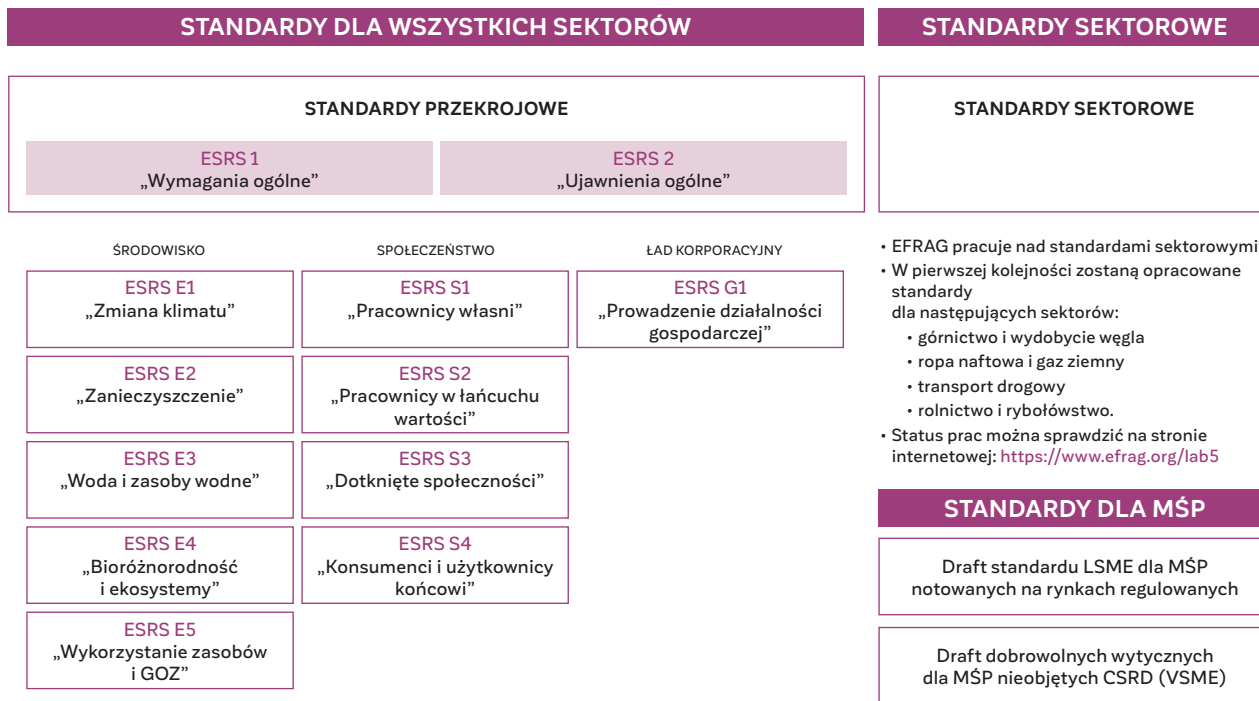 STANDARDY DLA WSZYSTKICH SEKTORÓW
STANDARDY PRZEKROJOWE
ESRS 1
„Wymagania ogólne”
ESRS 2
„Ujawnienia ogólne”
ŚRODOWISKO
ESRS E1
„Zmiana klimatu”
ESRS E2
„Zanieczyszczenie”
ESRS E3
„Woda i zasoby wodne”
ESRS E4
„Bioróżnorodność
i ekosystemy”
ESRS E5
„Wykorzystanie zasobów
i GOZ”
SPOŁECZEŃSTWO
ESRS S1
„Pracownicy własni”
ESRS S2
„Pracownicy w łańcuchu
wartości”
ESRS S3
„Dotknięte społeczności”
ESRS S4
„Konsumenci i użytkownicy
końcowi”
ŁAD KORPORACYJNY
ESRS G1
„Prowadzenie działalności
gospodarczej”
STANDARDY SEKTOROWE
STANDARDY SEKTOROWE
• EFRAG pracuje nad standardami sektorowymi
• W pierwszej kolejności zostaną opracowane
standardy
dla następujących sektorów:
• górnictwo i wydobycie węgla
• ropa naftowa i gaz ziemny
• transport drogowy
• rolnictwo i rybołówstwo.
• Status prac można sprawdzić na stronie
internetowej: https://www.efrag.org/lab5
STANDARDY DLA MŚP
Draft standardu LSME dla MŚP
notowanych na rynkach regulowanych
Draft dobrowolnych wytycznych
dla MŚP nieobjętych CSRD (VSME)